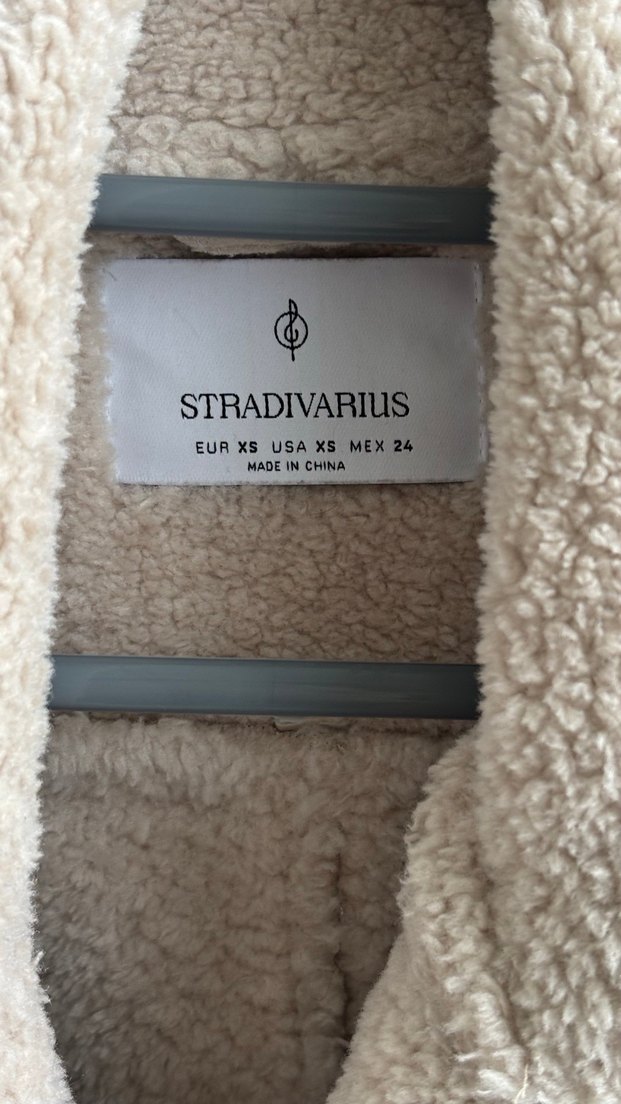 STRADIVARIUS
EUR XS USA XS MEX 24
MADE IN CHINA